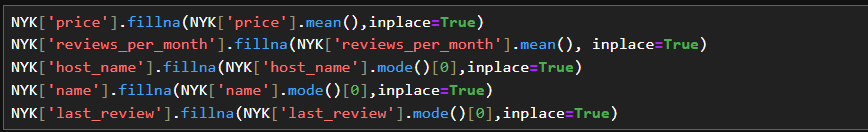 NYK['price'].fillna(NYK['price'].mean(),inplace=True)
NYK['reviews_per_month'].fillna(NYK['reviews_per_month'].mean(), inplace=True)
NYK['host_name'].fillna(NYK['host_name'].mode()[0],inplace=True)
NYK['name'].fillna(NYK['name'].mode()[0],inplace=True)
NYK['last_review'].fillna(NYK['last_review'].mode()[0],inplace=True)